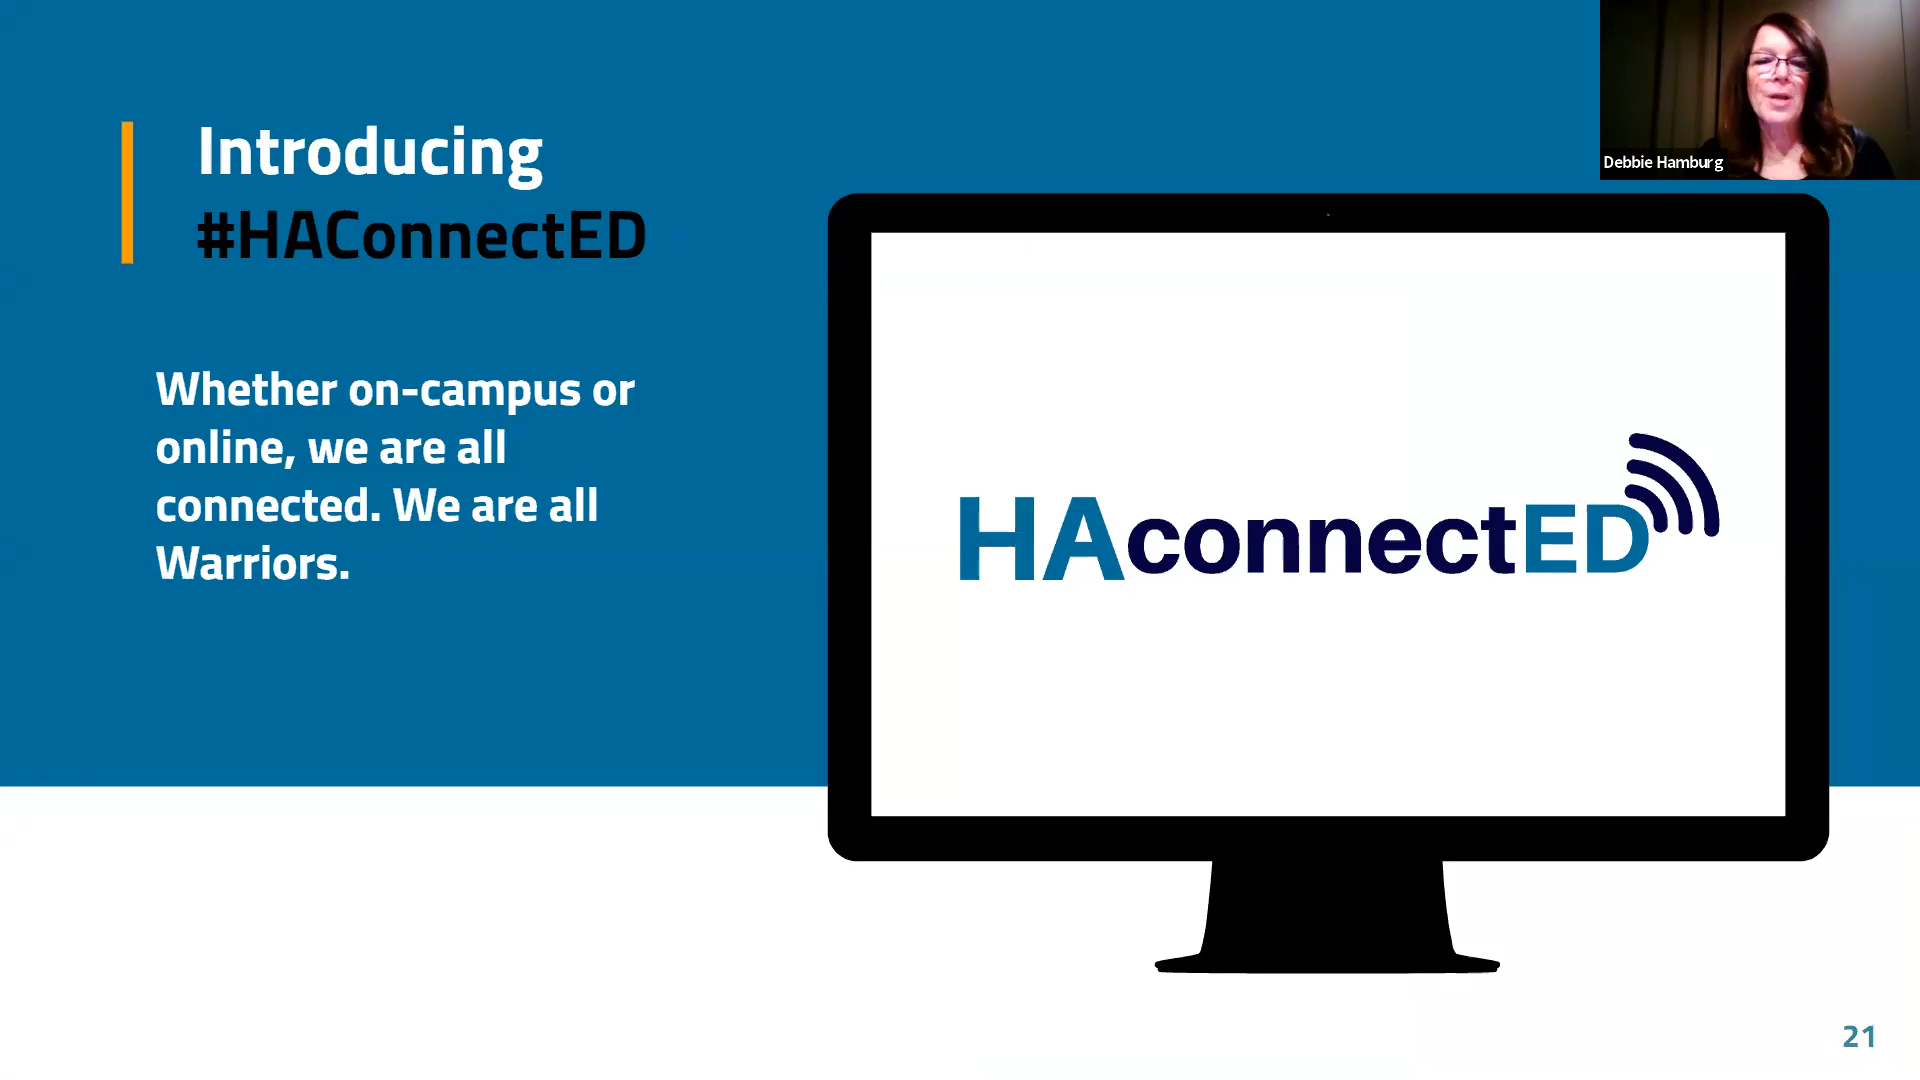 Introducing
#HAConnectED
Debbie Hamburg
Whether on-campus or
online, we are all
connected. We are all
Warriors.
HAconnectED
21